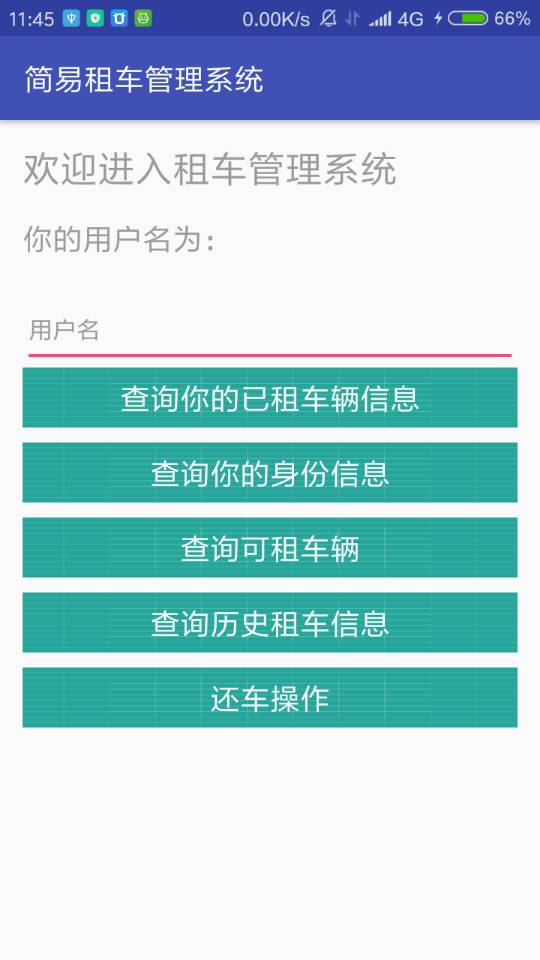 11:45 0.00K/s 4G 66%
简易租车管理系统
欢迎进入租车管理系统
你的用户名为：
用户名
查询你的已租车辆信息
查询你的身份信息
查询可租车辆
查询历史租车信息
还车操作